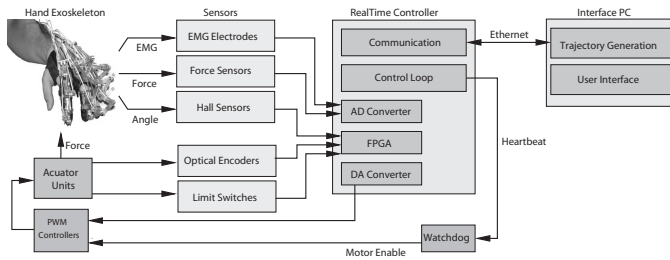 Hand Exoskeleton
Sensors
RealTime Controller
Interface PC
EMG
EMG Electrodes
Communication
Ethernet
Trajectory Generation
Force
Force Sensors
Control Loop
User Interface
Angle
Hall Sensors
AD Converter
Heartbeat
FPGA
Force
Optical Encoders
Acuator
Units
DA Converter
Limit Switches
PWM
Controllers
Watchdog
Motor Enable